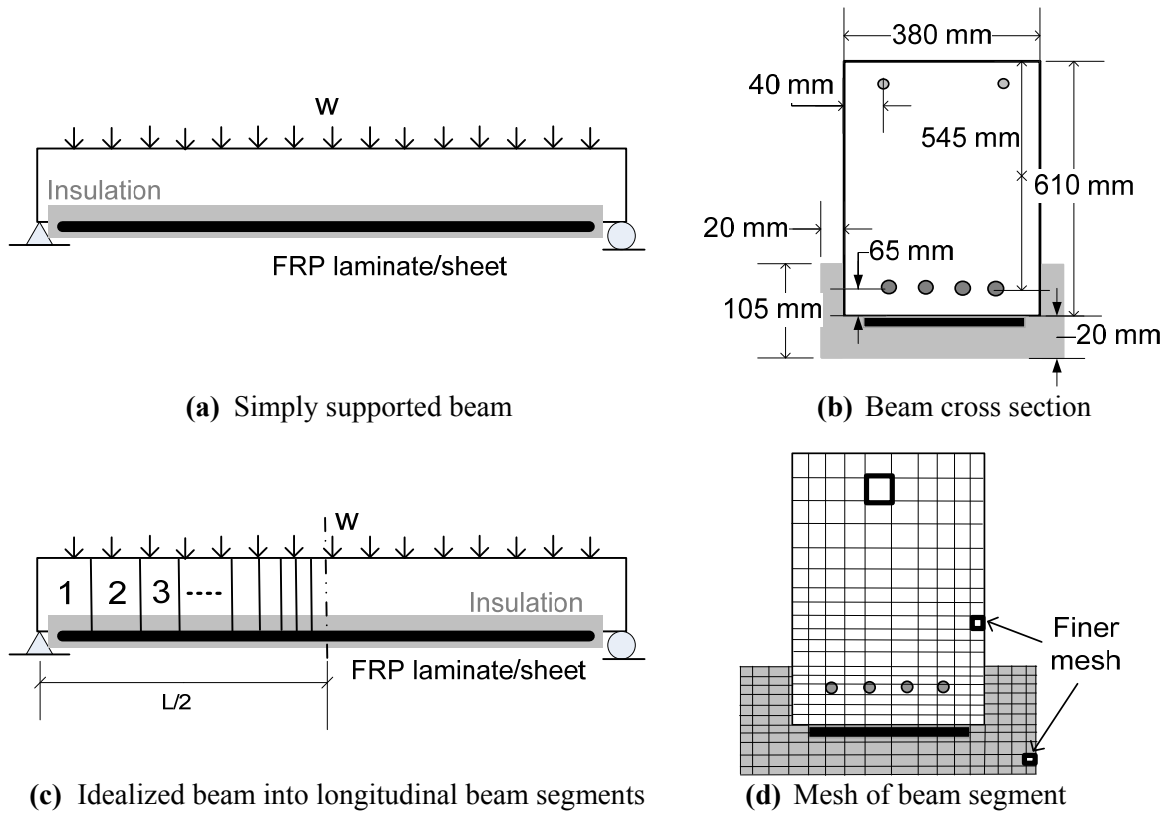 w
Insulation
FRP laminate/sheet
(a) Simply supported beam
380 mm
40 mm
545 mm
610 mm
20 mm
65 mm
105 mm
20 mm
(b) Beam cross section
w
1 2 3 ----
Insulation
FRP laminate/sheet
L/2
(c) Idealized beam into longitudinal beam segments
Finer
mesh
(d) Mesh of beam segment